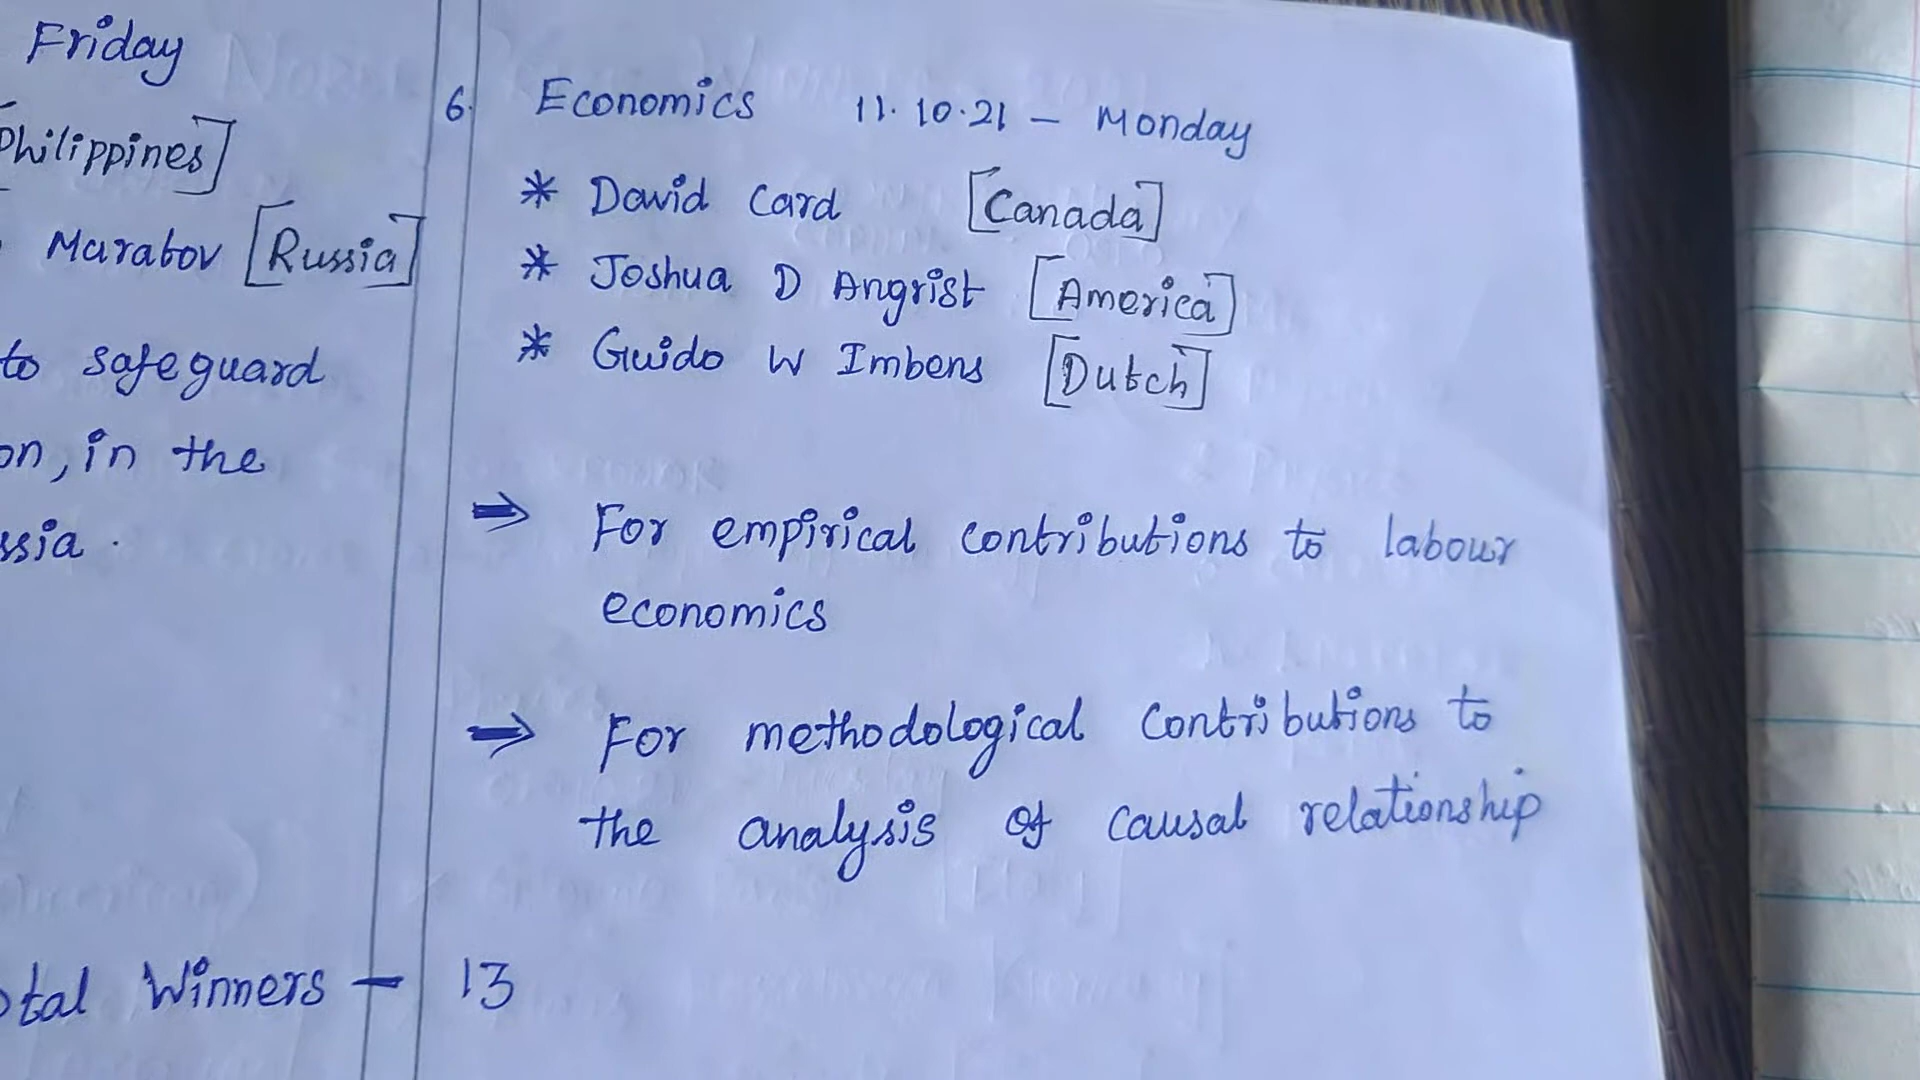 Friday
Philippines]
Muratov [Russia]
to safeguard
on, in the
ssia.
6. Economics 11.10.21 - Monday
* David Card [Canada]
* Joshua D Angrist [America]
* Guido W Imbens [Dutch]
⇒ For empirical contributions to labour
economics
⇒ For methodological contributions to
the analysis of causal relationship
otal Winners - 13